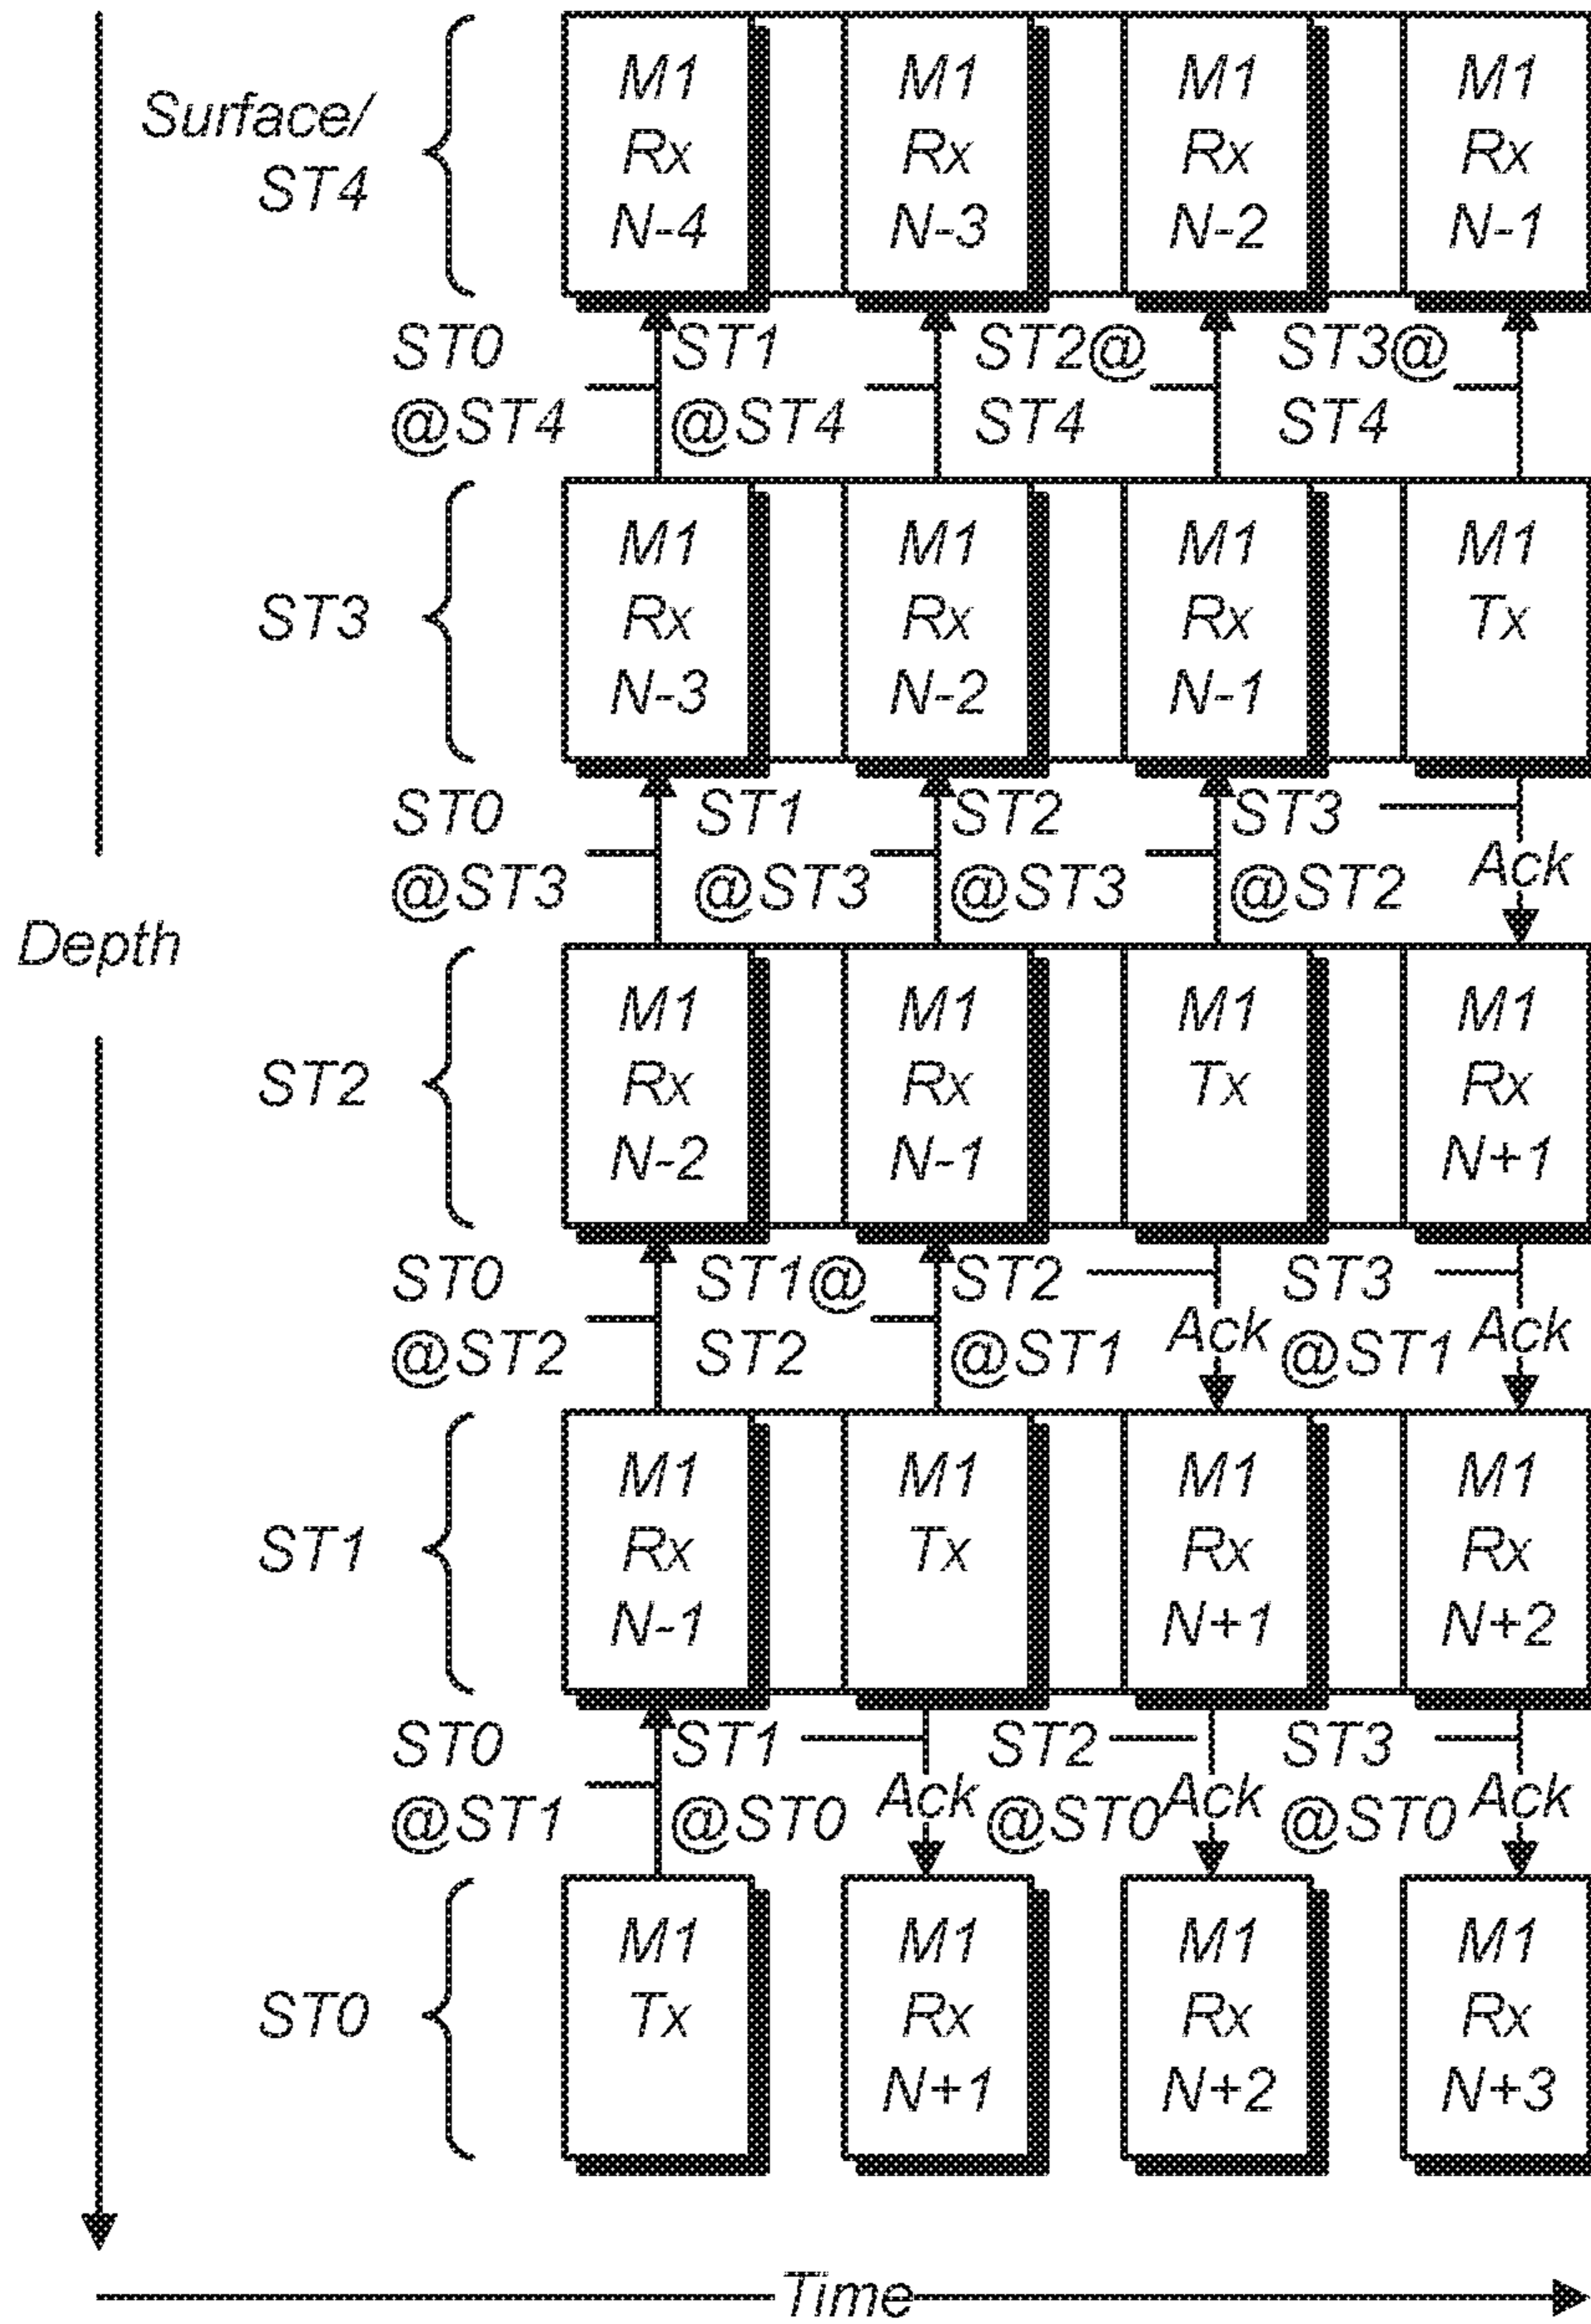 Surface/
ST4
M1
Rx
N-4
M1
Rx
N-3
M1
Rx
N-2
M1
Rx
N-1
ST0
@ST4
ST1
@ST4
ST2@
ST4
ST3@
ST4
ST3
M1
Rx
N-3
M1
Rx
N-2
M1
Rx
N-1
M1
Tx
ST0
@ST3
ST1
@ST3
ST2
@ST3
ST3
@ST2
Ack
Depth
ST2
M1
Rx
N-2
M1
Rx
N-1
M1
Tx
M1
Rx
N+1
ST0
@ST2
ST1@
ST2
ST2
@ST1
Ack
ST3
@ST1
Ack
ST1
M1
Rx
N-1
M1
Tx
M1
Rx
N+1
M1
Rx
N+2
ST0
@ST1
ST1
@ST0
Ack
ST2
@ST0
Ack
ST3
@ST0
Ack
ST0
M1
Tx
M1
Rx
N+1
M1
Rx
N+2
M1
Rx
N+3
Time